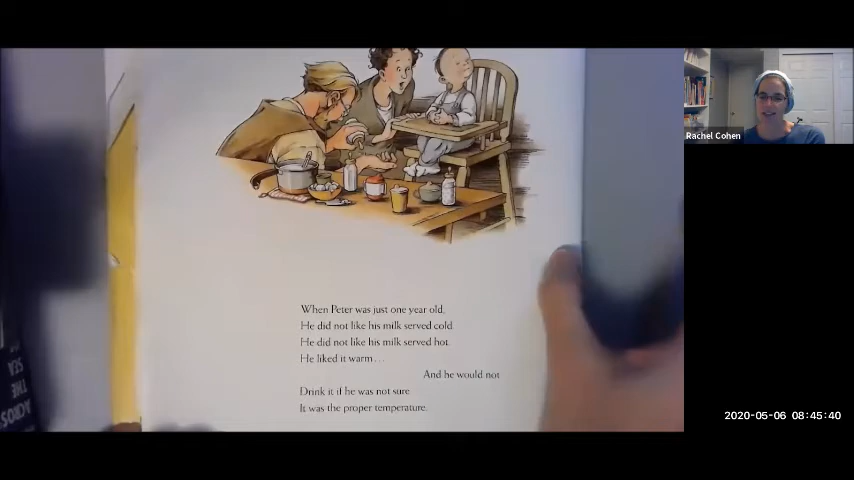 When Peter was just one year old,
He did not like his milk served cold.
He did not like his milk served hot.
He liked it warm...
And he would not
Drink it if he was not sure
It was the proper temperature.
ACROSS
THE
SEA
Rachel Cohen
2020-05-06 08:45:40